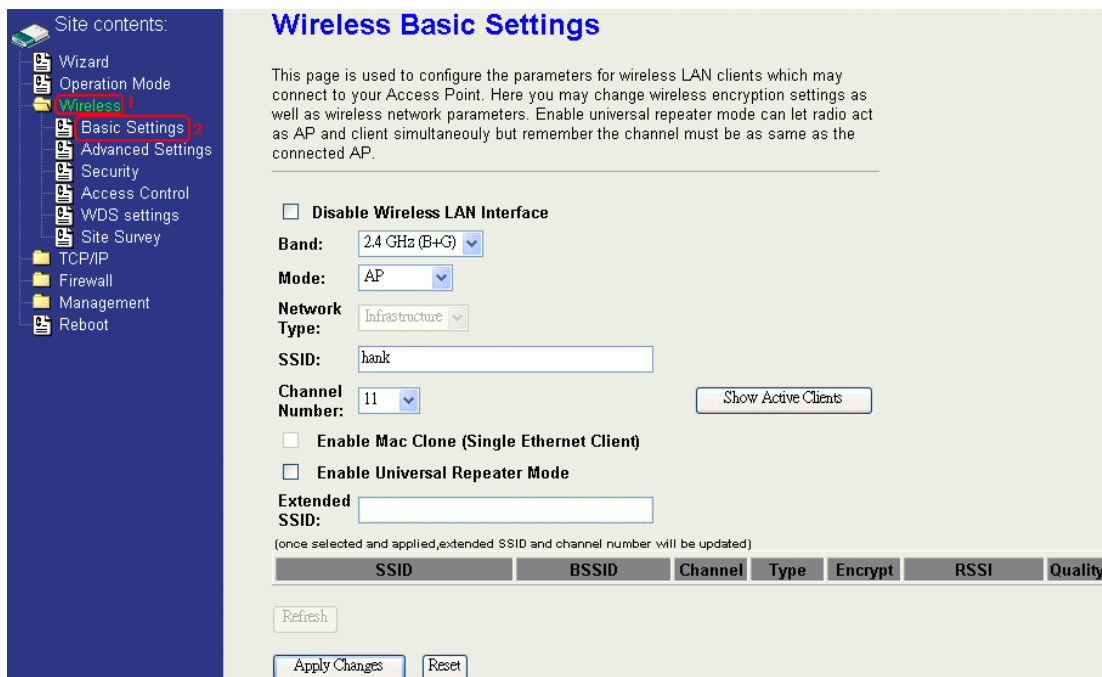 Site contents:
Wizard
Operation Mode
Wireless 1
Basic Settings 2
Advanced Settings
Security
Access Control
WDS settings
Site Survey
TCP/IP
Firewall
Management
Reboot
Wireless Basic Settings
This page is used to configure the parameters for wireless LAN clients which may
connect to your Access Point. Here you may change wireless encryption settings as
well as wireless network parameters. Enable universal repeater mode can let radio act
as AP and client simultaneouly but remember the channel must be as same as the
connected AP.
Disable Wireless LAN Interface
Band: 2.4 GHz (B+G)
Mode: AP
Network
Type: Infrastructure
SSID: hank
Channel
Number: 11 Show Active Clients
Enable Mac Clone (Single Ethernet Client)
Enable Universal Repeater Mode
Extended
SSID:
(once selected and applied,extended SSID and channel number will be updated)
SSID BSSID Channel Type Encrypt RSSI Quality
Refresh
Apply Changes Reset